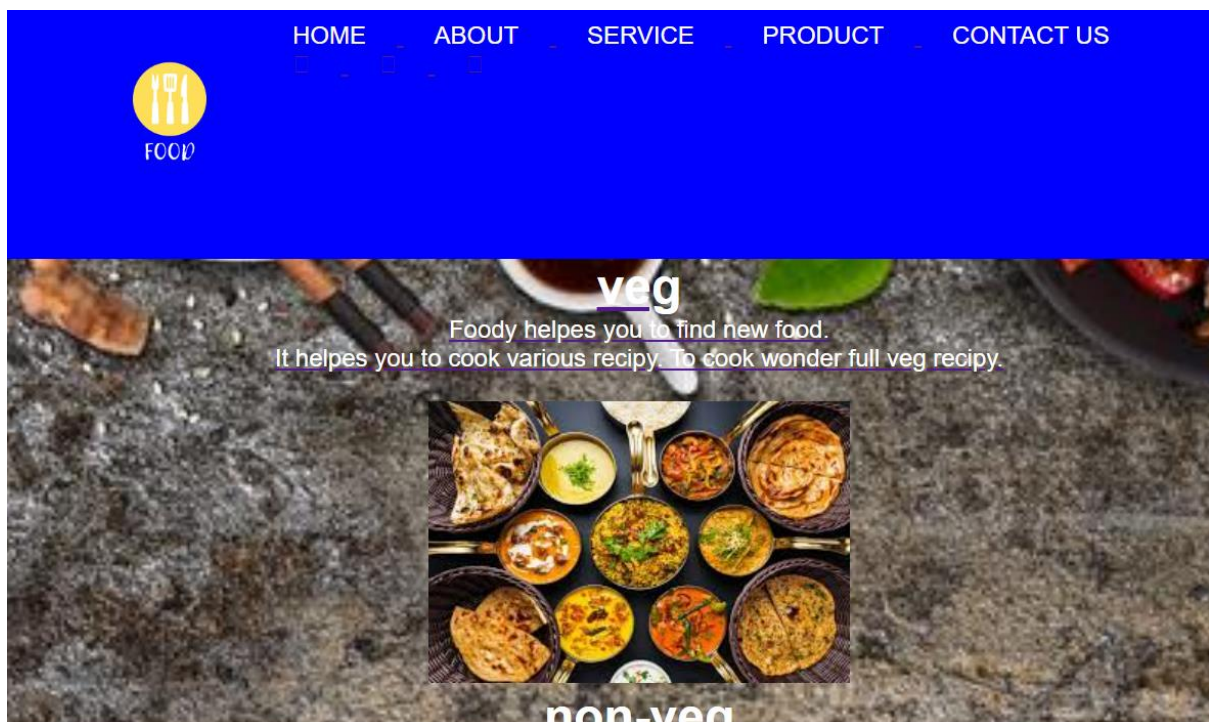 HOME ABOUT SERVICE PRODUCT CONTACT US
FOOD
veg
Foody helpes you to find new food.
It helpes you to cook various recipy. To cook wonder full veg recipy.
non-veg